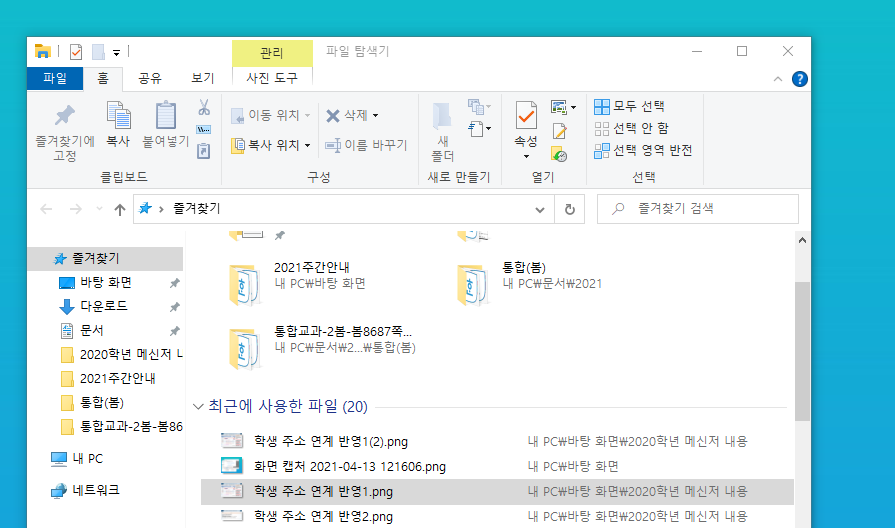 관리
파일 탐색기
파일
홈
공유
보기
사진 도구
즐겨찾기에 고정
복사
붙여넣기
클립보드
이동 위치
복사 위치
삭제
이름 바꾸기
구성
새 폴더
새로 만들기
속성
열기
모두 선택
선택 안 함
선택 영역 반전
선택
즐겨찾기
즐겨찾기 검색
즐겨찾기
바탕 화면
다운로드
문서
2020학년 메신저 ㄴ
2021주간안내
통합(봄)
통합교과-2봄-봄86
내 PC
네트워크
2021주간안내
내 PC₩바탕 화면
통합(봄)
내 PC₩문서₩2021
통합교과-2봄-봄8687쪽...
내 PC₩문서₩2...₩통합(봄)
최근에 사용한 파일 (20)
학생 주소 연계 반영1(2).png 내 PC₩바탕 화면₩2020학년 메신저 내용
화면 캡처 2021-04-13 121606.png 내 PC₩바탕 화면
학생 주소 연계 반영1.png 내 PC₩바탕 화면₩2020학년 메신저 내용
학생 주소 연계 반영2.png 내 PC₩바탕 화면₩2020학년 메신저 내용